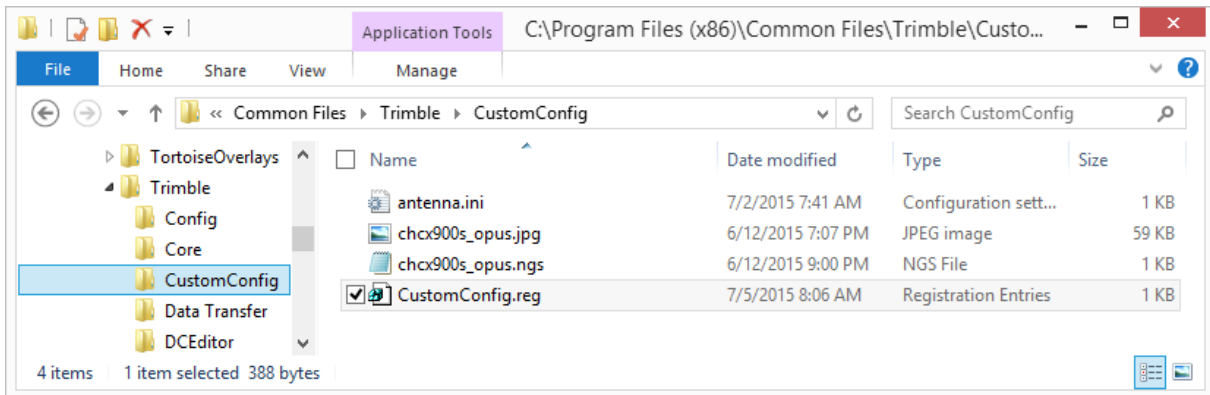 Application Tools C:\Program Files (x86)\Common Files\Trimble\Custo...
File Home Share View Manage
« Common Files Trimble CustomConfig Search CustomConfig
TortoiseOverlays Name Date modified Type Size
Trimble
Config antenna.ini 7/2/2015 7:41 AM Configuration sett... 1 KB
Core chcx900s_opus.jpg 6/12/2015 7:07 PM JPEG image 59 KB
CustomConfig chcx900s_opus.ngs 6/12/2015 9:00 PM NGS File 1 KB
Data Transfer CustomConfig.reg 7/5/2015 8:06 AM Registration Entries 1 KB
DCEditor
4 items 1 item selected 388 bytes